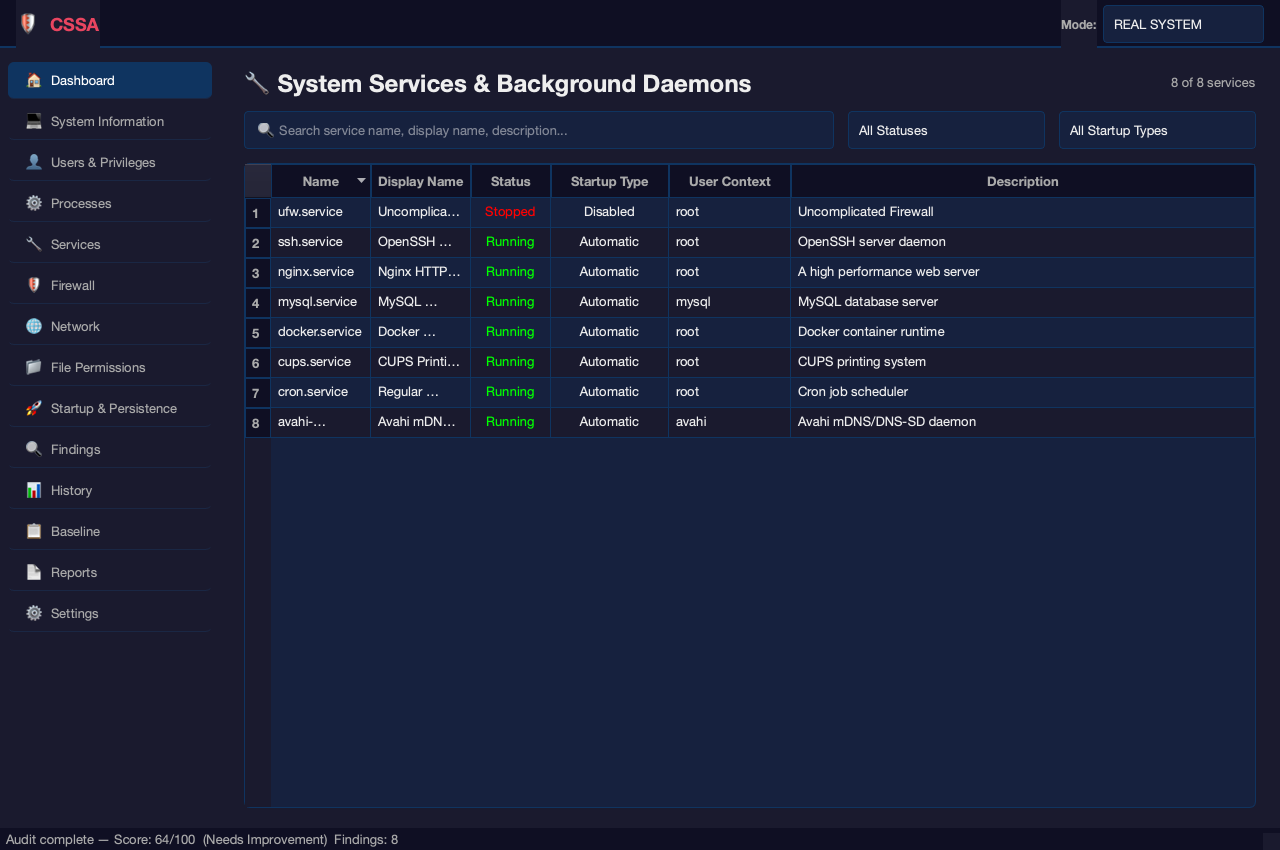 CSSA
Mode: REAL SYSTEM
Dashboard
System Information
Users & Privileges
Processes
Services
Firewall
Network
File Permissions
Startup & Persistence
Findings
History
Baseline
Reports
Settings
System Services & Background Daemons
8 of 8 services
Search service name, display name, description...
All Statuses
All Startup Types
Name Display Name Status Startup Type User Context Description
1 ufw.service Uncomplica… Stopped Disabled root Uncomplicated Firewall
2 ssh.service OpenSSH … Running Automatic root OpenSSH server daemon
3 nginx.service Nginx HTTP… Running Automatic root A high performance web server
4 mysql.service MySQL … Running Automatic mysql MySQL database server
5 docker.service Docker … Running Automatic root Docker container runtime
6 cups.service CUPS Printi… Running Automatic root CUPS printing system
7 cron.service Regular … Running Automatic root Cron job scheduler
8 avahi-… Avahi mDN… Running Automatic avahi Avahi mDNS/DNS-SD daemon
Audit complete — Score: 64/100 (Needs Improvement) Findings: 8